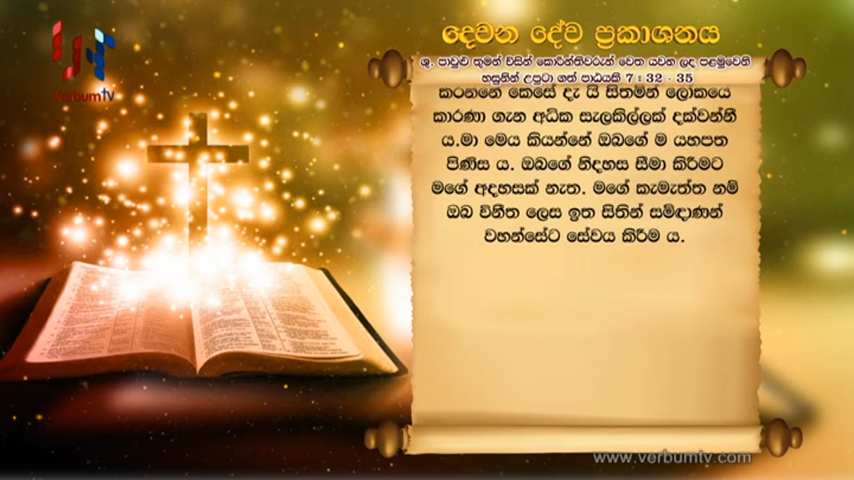 VerbumTV
දෙවන දේව ප්‍රකාශනය
ශු. පාවුළු තුමන් විසින් කොරින්තිවරුන් වෙත යවන ලද පළමුවෙනි
හසුනින් උපුටා ගත් පාඨයකි 7 : 32 - 35
කරන්නේ කෙසේ දැ යි සිතමින් ලෝකයේ
කාරණා ගැන අධික සැලකිල්ලක් දක්වන්නී
ය.මා මෙය කියන්නේ ඔබගේ ම යහපත
පිණිස ය. ඔබගේ නිදහස සීමා කිරීමට
මගේ අදහසක් නැත. මගේ කැමැත්ත නම්
ඔබ විනීත ලෙස ඉත සිතින් සමිඳාණන්
වහන්සේට සේවය කිරීම ය.
www.verbumtv.com